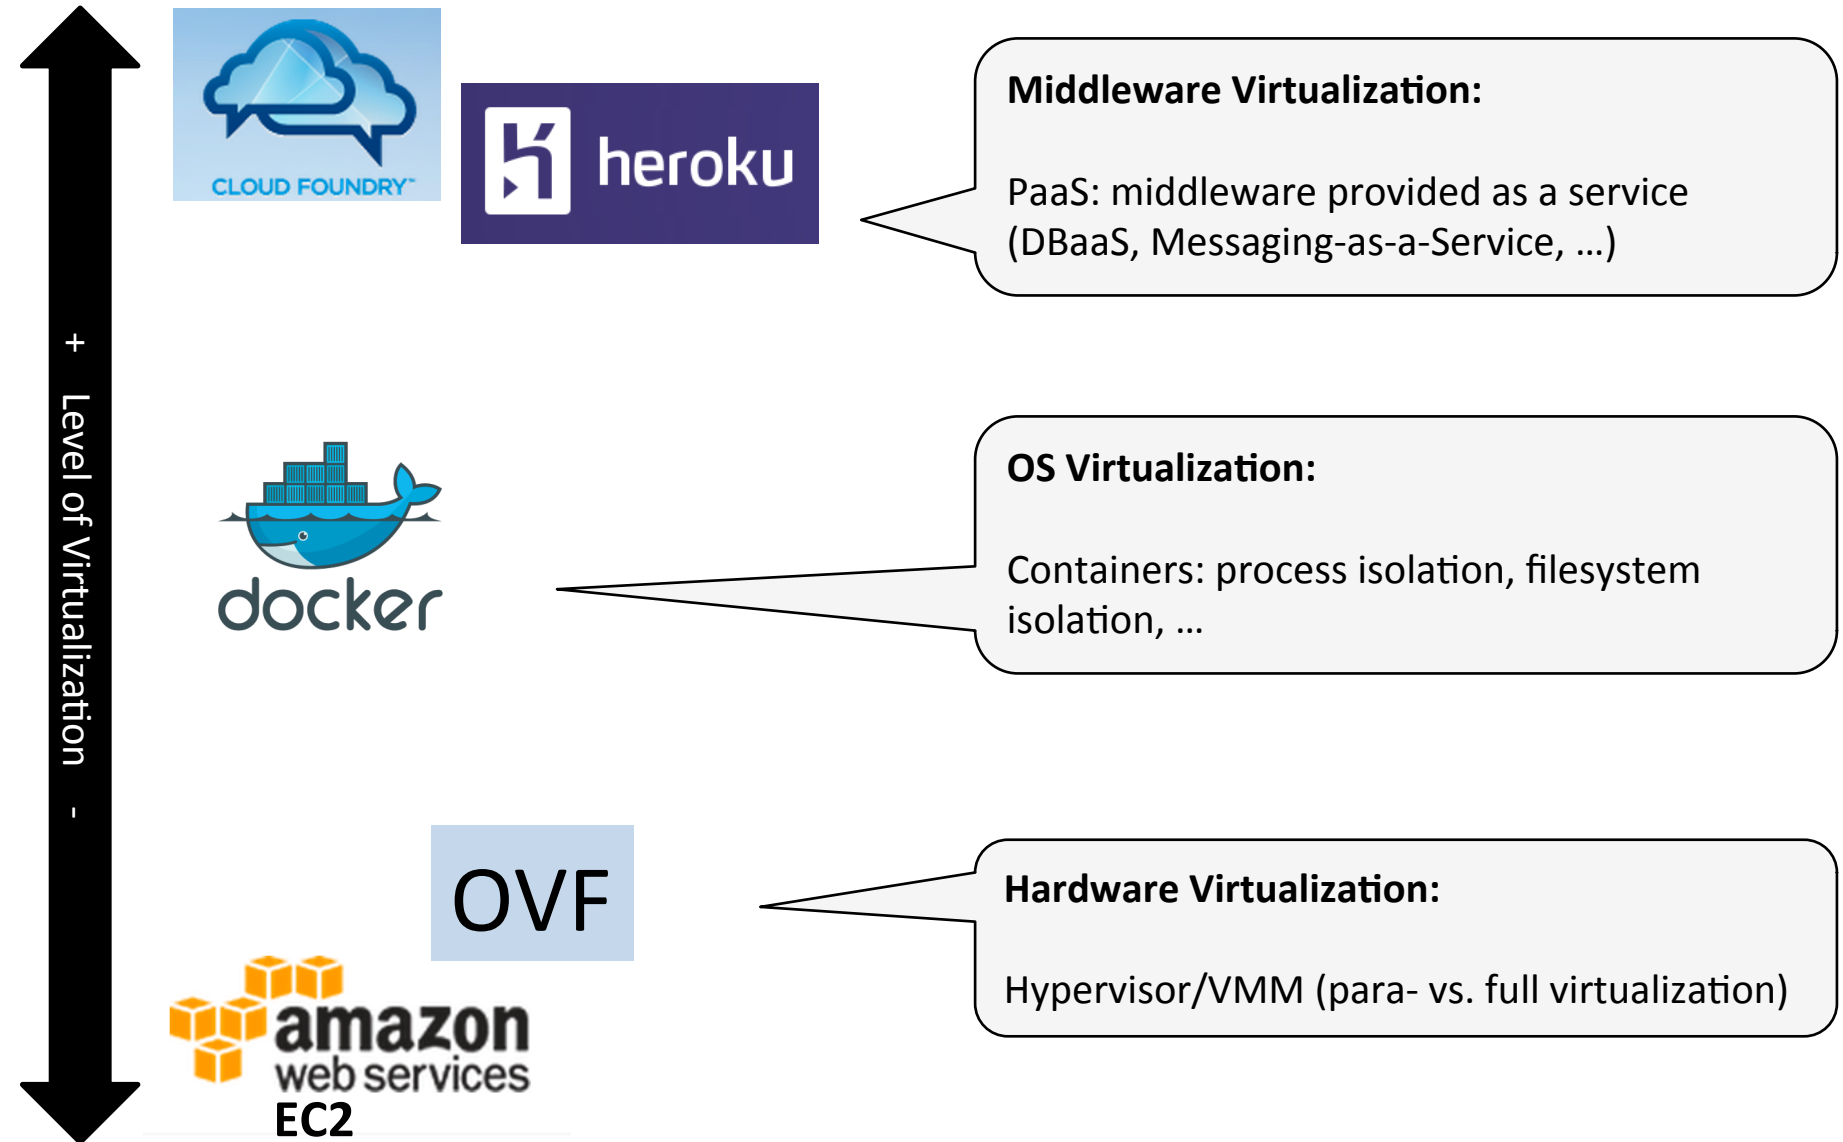 CLOUD FOUNDRY™
heroku
Middleware Virtualization:
PaaS: middleware provided as a service
(DBaaS, Messaging-as-a-Service, …)
+ Level of Virtualization -
docker
OS Virtualization:
Containers: process isolation, filesystem
isolation, …
OVF
amazon
web services
EC2
Hardware Virtualization:
Hypervisor/VMM (para- vs. full virtualization)